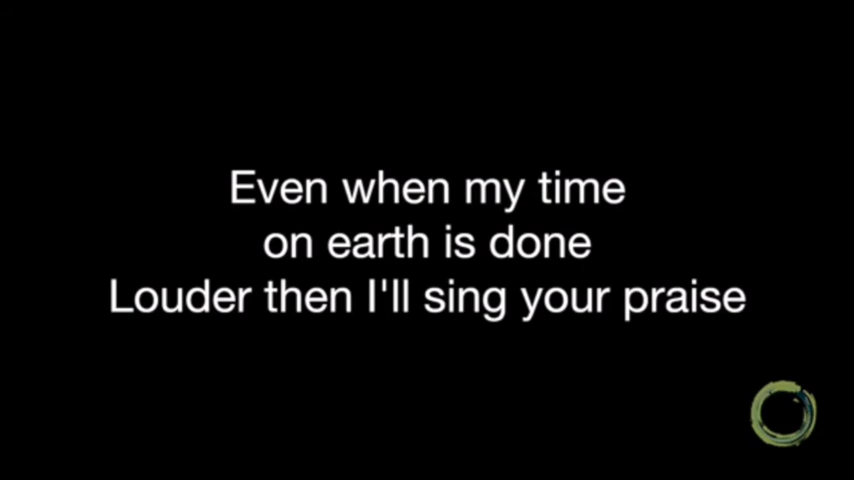 Even when my time
on earth is done
Louder then I'll sing your praise